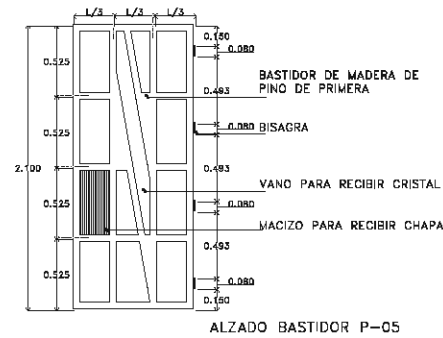 L/3 L/3 L/3
0.150
0.080
0.525
BASTIDOR DE MADERA DE
PINO DE PRIMERA
0.493
0.525
0.080
BISAGRA
2.100
0.493
VANO PARA RECIBIR CRISTAL
0.525
0.080
MACIZO PARA RECIBIR CHAPA
0.493
0.525
0.080
0.150
ALZADO BASTIDOR P-05